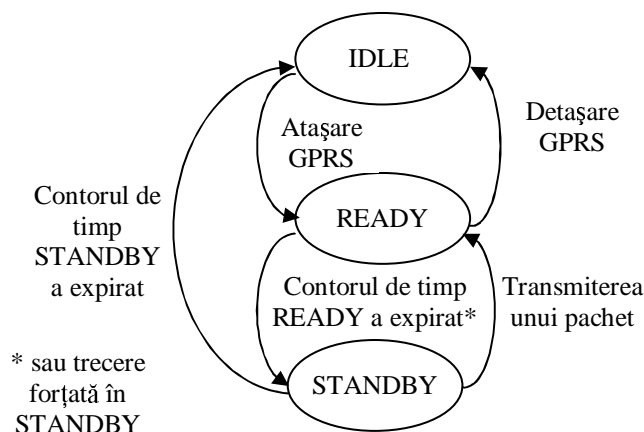 IDLE
Ataşare
GPRS
Detaşare
GPRS
READY
Contorul de
timp
STANDBY
a expirat
Contorul de timp
READY a expirat*
Transmiterea
unui pachet
STANDBY
* sau trecere
forţată în
STANDBY